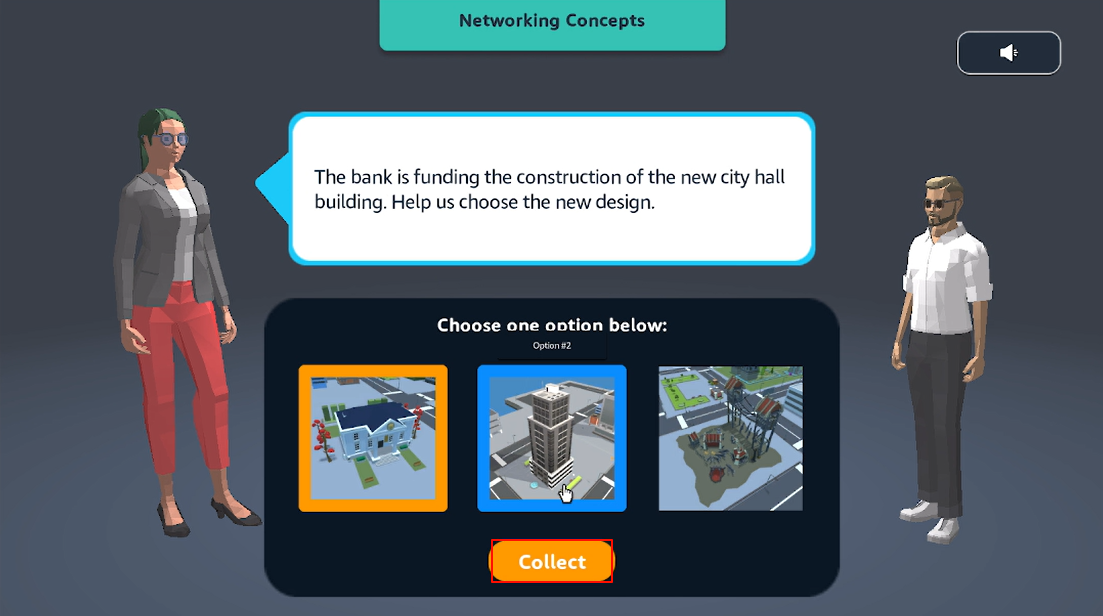 Networking Concepts
The bank is funding the construction of the new city hall
building. Help us choose the new design.
Choose one option below:
Option #2
Collect